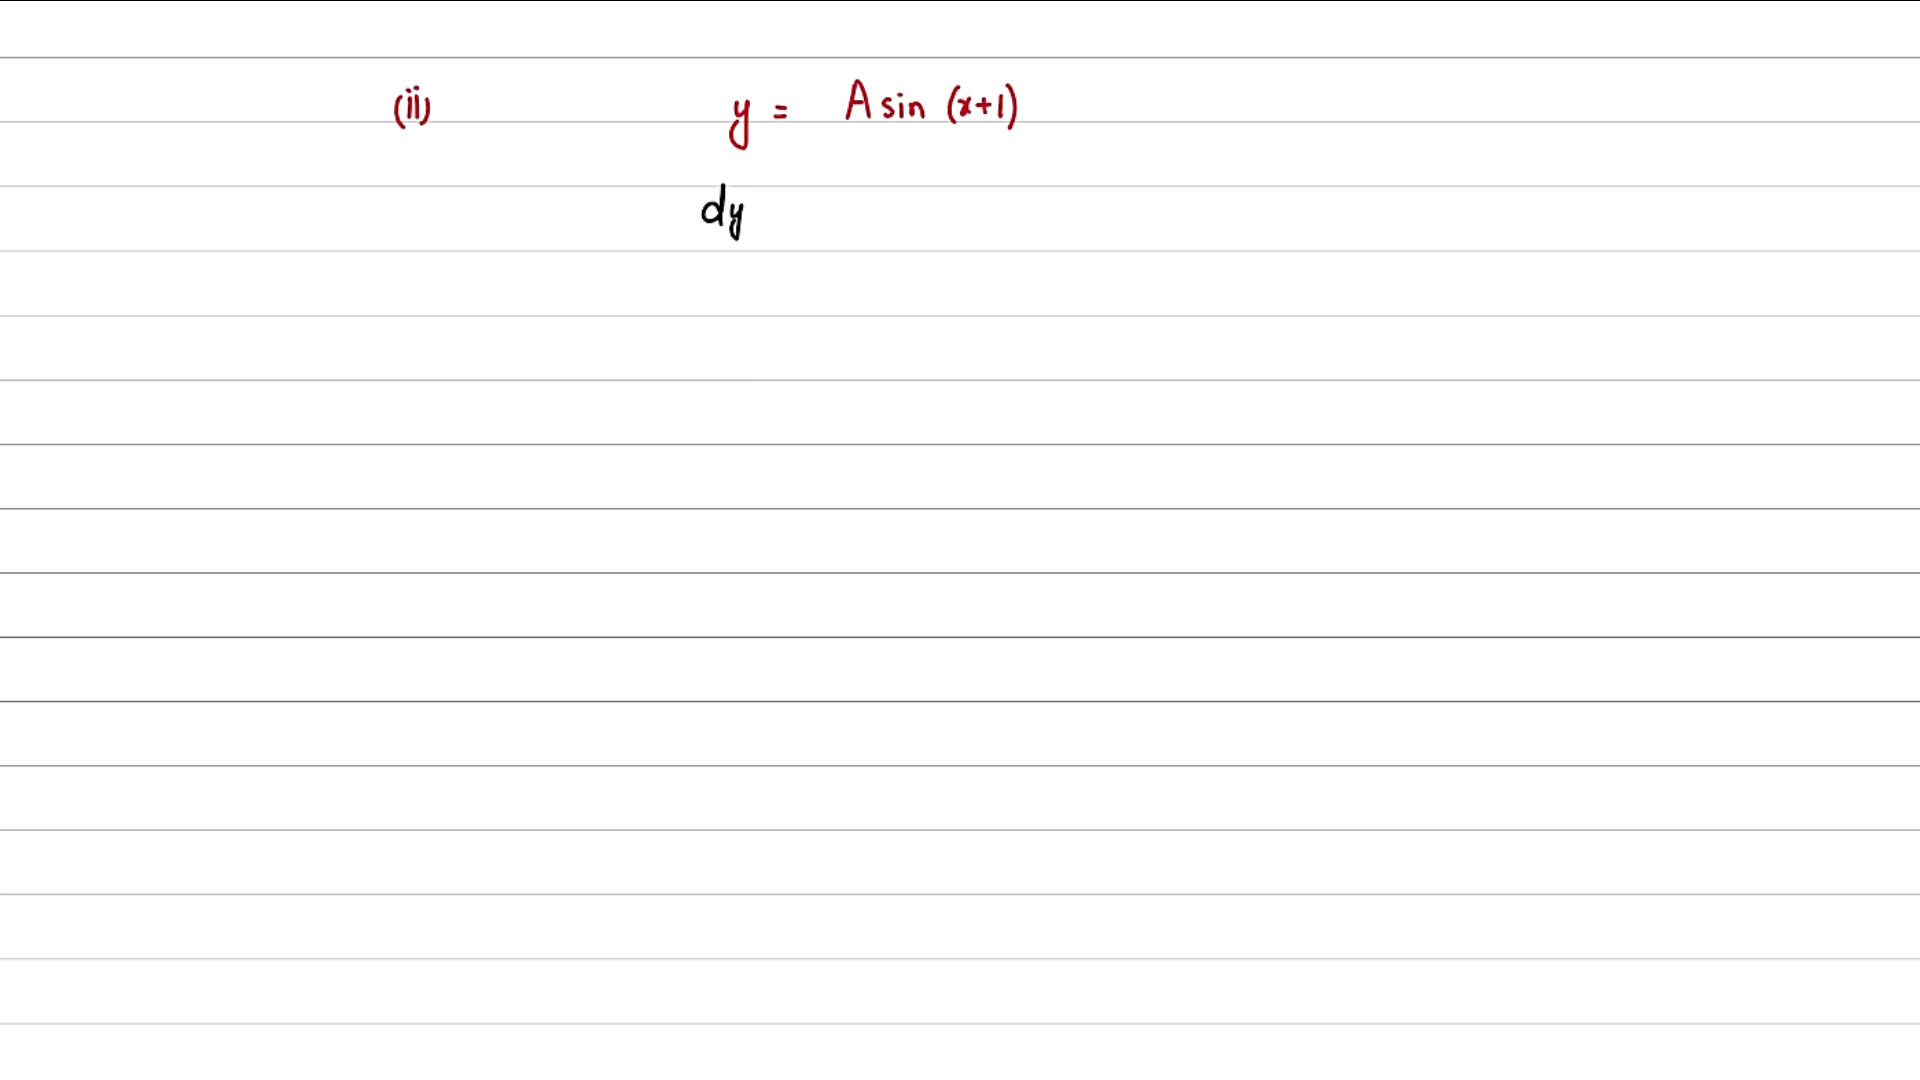 (ii) y = A sin (x+1)
dy